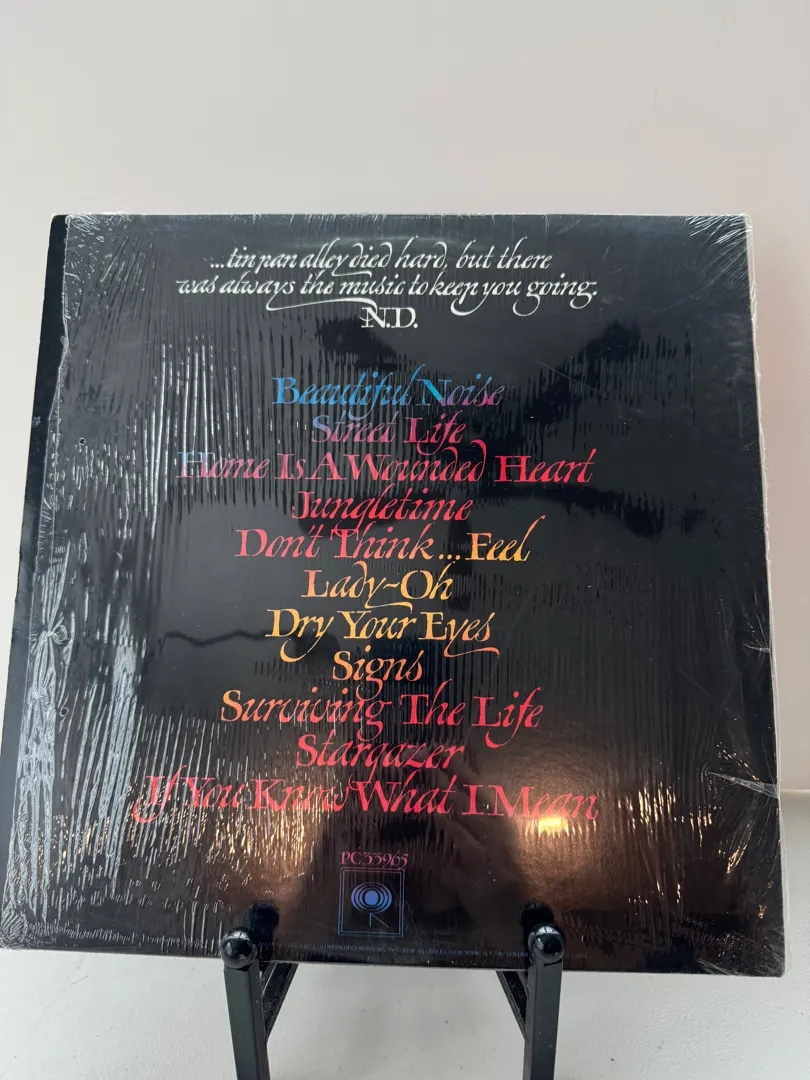 ...tin pan alley died hard, but there
was always the music to keep you going.
N.D.
Beautiful Noise
Street Life
Home Is A Wounded Heart
Jungletime
Don't Think...Feel
Lady-Oh
Dry Your Eyes
Signs
Surviving The Life
Stargazer
If You Know What I Mean
PC 33965